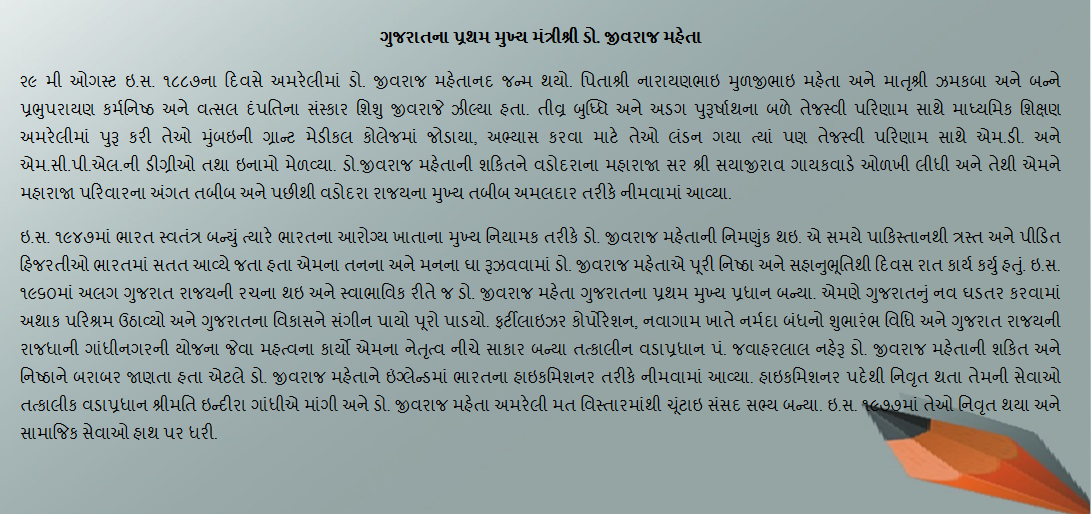 ગુજરાતના પ્રથમ મુખ્ય મંત્રીશ્રી ડો. જીવરાજ મહેતા
૨૯ મી ઓગસ્ટ ઇ.સ. ૧૮૮૭ના દિવસે અમરેલીમાં ડો. જીવરાજ મહેતાનદ જન્મ થયો. પિતાશ્રી નારાયણભાઇ મુળજીભાઇ મહેતા અને માતૃશ્રી ઝમકબા અને બન્ને
પ્રભુપરાયણ કર્મનિષ્ઠ અને વત્સલ દંપતિના સંસ્કાર શિશુ જીવરાજે ઝીલ્યા હતા. તીવ્ર બુધ્ધિ અને અડગ પુરૂર્ષાથના બળે તેજસ્વી પરિણામ સાથે માધ્યમિક શિક્ષણ
અમરેલીમાં પુરૂ કરી તેઓ મુંબઇની ગ્રાન્ટ મેડીકલ કોલેજમાં જોડાયા, અભ્યાસ કરવા માટે તેઓ લંડન ગયા ત્યાં પણ તેજસ્વી પરિણામ સાથે એમ.ડી. અને
એમ.સી.પી.એલ.ની ડીગ્રીઓ તથા ઇનામો મેળવ્યા. ડો.જીવરાજ મહેતાની શકિતને વડોદરાના મહારાજા સર શ્રી સયાજીરાવ ગાયકવાડે ઓળખી લીધી અને તેથી એમને
મહારાજા પરિવારના અંગત તબીબ અને પછીથી વડોદરા રાજયના મુખ્ય તબીબ અમલદાર તરીકે નીમવામાં આવ્યા.
ઇ.સ. ૧૯૪૭માં ભારત સ્વતંત્ર બન્યું ત્યારે ભારતના આરોગ્ય ખાતાના મુખ્ય નિયામક તરીકે ડો. જીવરાજ મહેતાની નિમણુંક થઇ. એ સમયે પાકિસ્તાનથી ત્રસ્ત અને પીડિત
હિજરતીઓ ભારતમાં સતત આવ્યે જતા હતા એમના તનના અને મનના ઘા રૂઝવવામાં ડો. જીવરાજ મહેતાએ પૂરી નિષ્ઠા અને સહાનુભૂતિથી દિવસ રાત કાર્ય કર્યુ હતું. ઇ.સ.
૧૯૬૦માં અલગ ગુજરાત રાજયની રચના થઇ અને સ્વાભાવિક રીતે જ ડો. જીવરાજ મહેતા ગુજરાતના પ્રથમ મુખ્ય પ્રધાન બન્યા. એમણે ગુજરાતનું નવ ઘડતર કરવામાં
અથાક પરિશ્રમ ઉઠાવ્યો અને ગુજરાતના વિકાસને સંગીન પાયો પૂરો પાડયો. ફર્ટીલાઇઝર કોર્પોરેશન, નવાગામ ખાતે નર્મદા બંધનો શુભારંભ વિધિ અને ગુજરાત રાજયની
રાજધાની ગાંધીનગરની યોજના જેવા મહત્વના કાર્યો એમના નેતૃત્વ નીચે સાકાર બન્યા તત્કાલીન વડાપ્રધાન પં. જવાહરલાલ નહેરૂ ડો. જીવરાજ મહેતાની શકિત અને
નિષ્ઠાને બરાબર જાણતા હતા એટલે ડો. જીવરાજ મહેતાને ઇંગ્લેન્ડમાં ભારતના હાઇકમિશનર તરીકે નીમવામાં આવ્યા. હાઇકમિશનર પદેથી નિવૃત થતા તેમની સેવાઓ
તત્કાલીક વડાપ્રધાન શ્રીમતિ ઇન્દીરા ગાંધીએ માંગી અને ડો. જીવરાજ મહેતા અમરેલી મત વિસ્તારમાંથી ચૂંટાઇ સંસદ સભ્ય બન્યા. ઇ.સ. ૧૯૭૭માં તેઓ નિવૃત થયા અને
સામાજિક સેવાઓ હાથ પર ધરી.